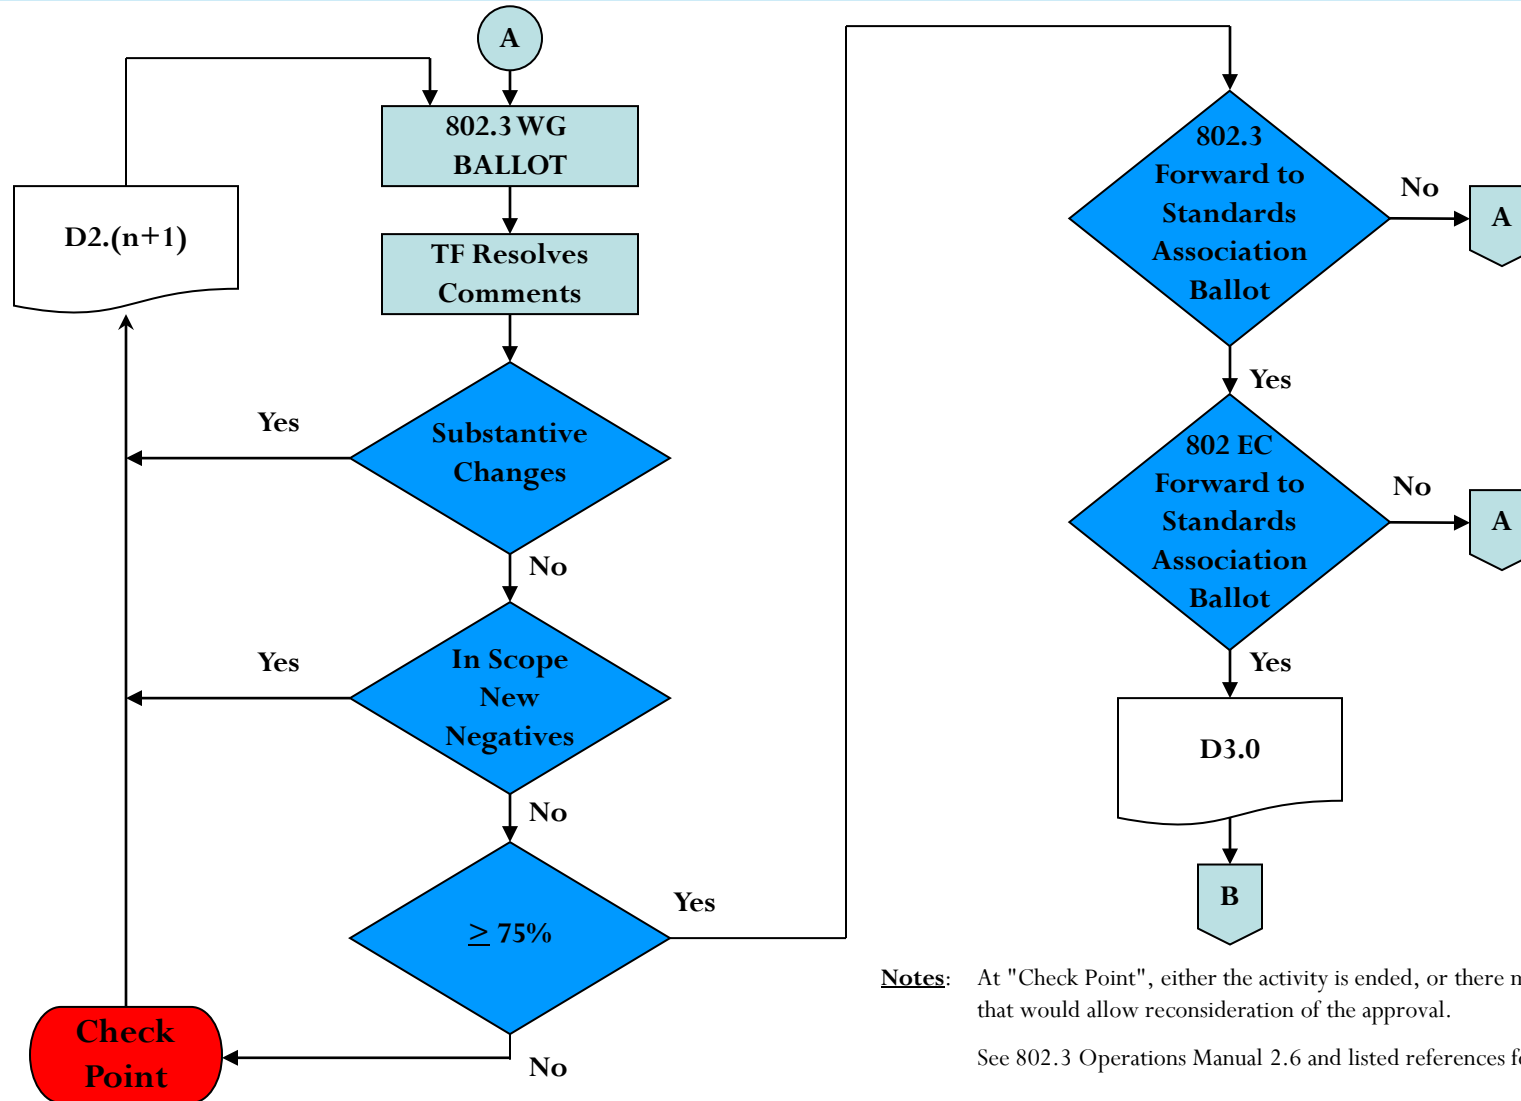 A
802.3 WG
BALLOT
D2.(n+1)
TF Resolves
Comments
Yes
Substantive
Changes
No
Yes
In Scope
New
Negatives
No
≥ 75%
Yes
No
Check
Point
802.3
Forward to
Standards
Association
Ballot
No
A
Yes
802 EC
Forward to
Standards
Association
Ballot
No
A
Yes
D3.0
B
Notes: At "Check Point", either the activity is ended, or there
that would allow reconsideration of the approval.
See 802.3 Operations Manual 2.6 and listed references